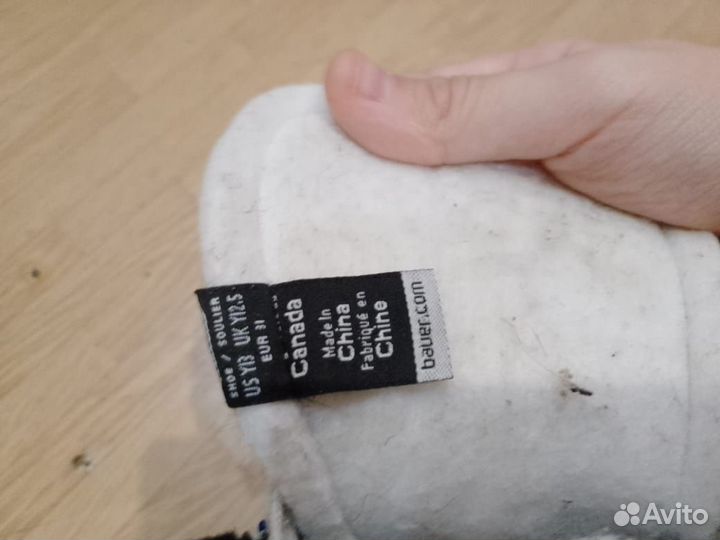 SHOE / SOULIER
US Y13 UK Y12.5
EUR 31
Canada
Made In
China
Fabriqué en
Chine
bauer.com
Avito